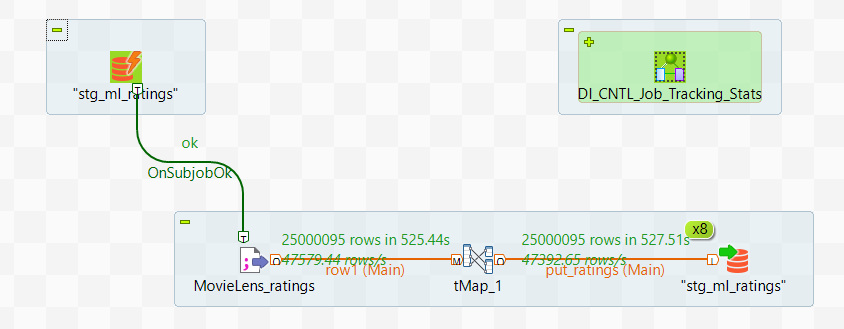 "stg_ml_ratings"
DI_CNTL_Job_Tracking_Stats
T
ok
OnSubjobOk
T
x8
25000095 rows in 525.44s
25000095 rows in 527.51s
O
47579.44 rows/s
M
O
47392.65 rows/s
I
row1 (Main)
put_ratings (Main)
MovieLens_ratings
tMap_1
"stg_ml_ratings"